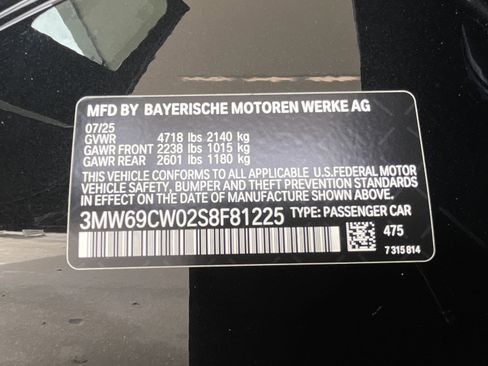 MFD BY BAYERISCHE MOTOREN WERKE AG
07/25
GVWR 4718 lbs 2140 kg
GAWR FRONT 2238 lbs 1015 kg
GAWR REAR 2601 lbs 1180 kg
THIS VEHICLE CONFORMS TO ALL APPLICABLE U.S.FEDERAL MOTOR
VEHICLE SAFETY, BUMPER, AND THEFT PREVENTION STANDARDS
IN EFFECT ON THE DATE OF MANUFACTURE SHOWN ABOVE.
3MW69CW02S8F81225 TYPE: PASSENGER CAR
475
7 315 814